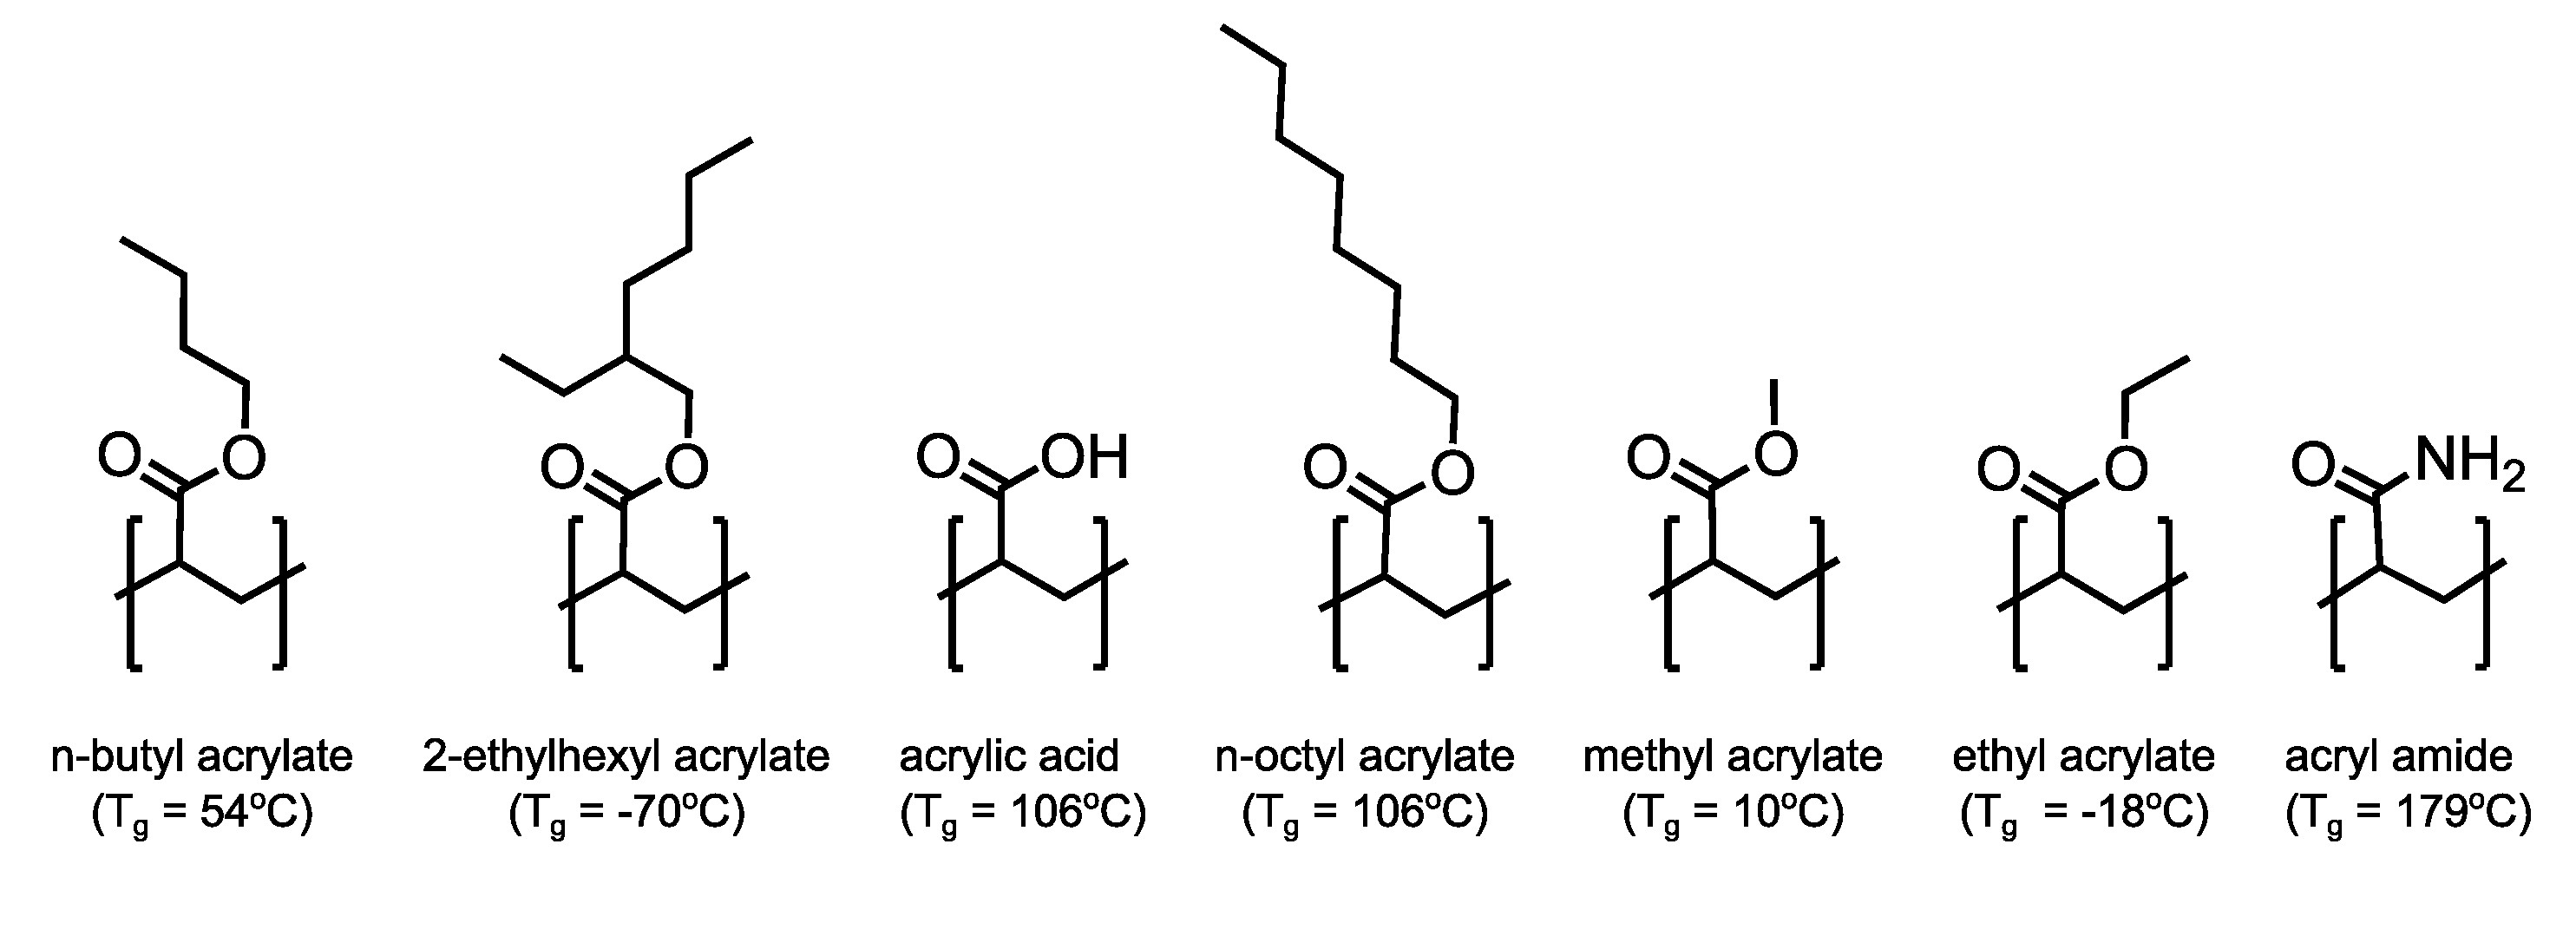 O O
O O
O OH
O O
O O
O O
O NH₂
n-butyl acrylate
(Tg = 54ºC)
2-ethylhexyl acrylate
(Tg = -70ºC)
acrylic acid
(Tg = 106ºC)
n-octyl acrylate
(Tg = 106ºC)
methyl acrylate
(Tg = 10ºC)
ethyl acrylate
(Tg = -18ºC)
acryl amide
(Tg = 179ºC)